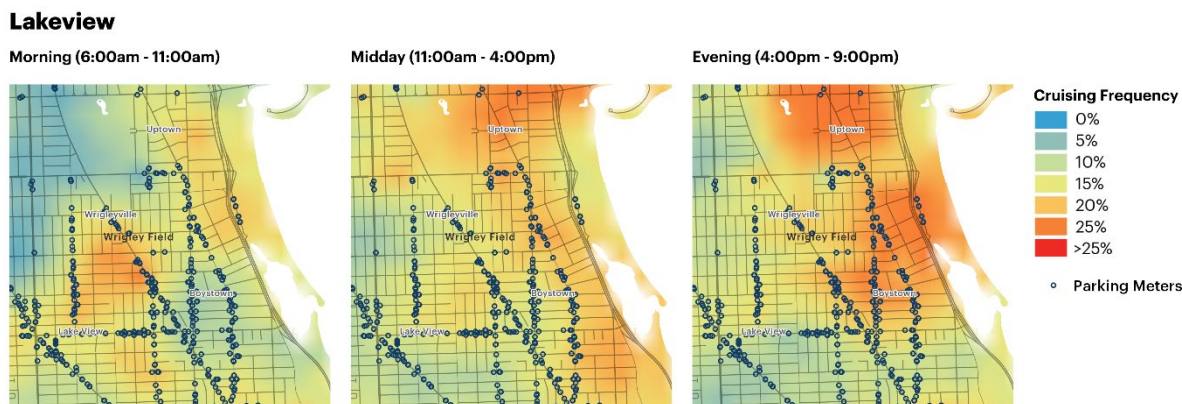 Lakeview
Morning (6:00am - 11:00am)
Midday (11:00am - 4:00pm)
Evening (4:00pm - 9:00pm)
Uptown
Wrigleyville
Wrigley Field
Boystown
Lake View
Uptown
Wrigleyville
Wrigley Field
Boystown
Lake View
Uptown
Wrigleyville
Wrigley Field
Boystown
Lake View
Cruising Frequency
0%
5%
10%
15%
20%
25%
>25%
Parking Meters